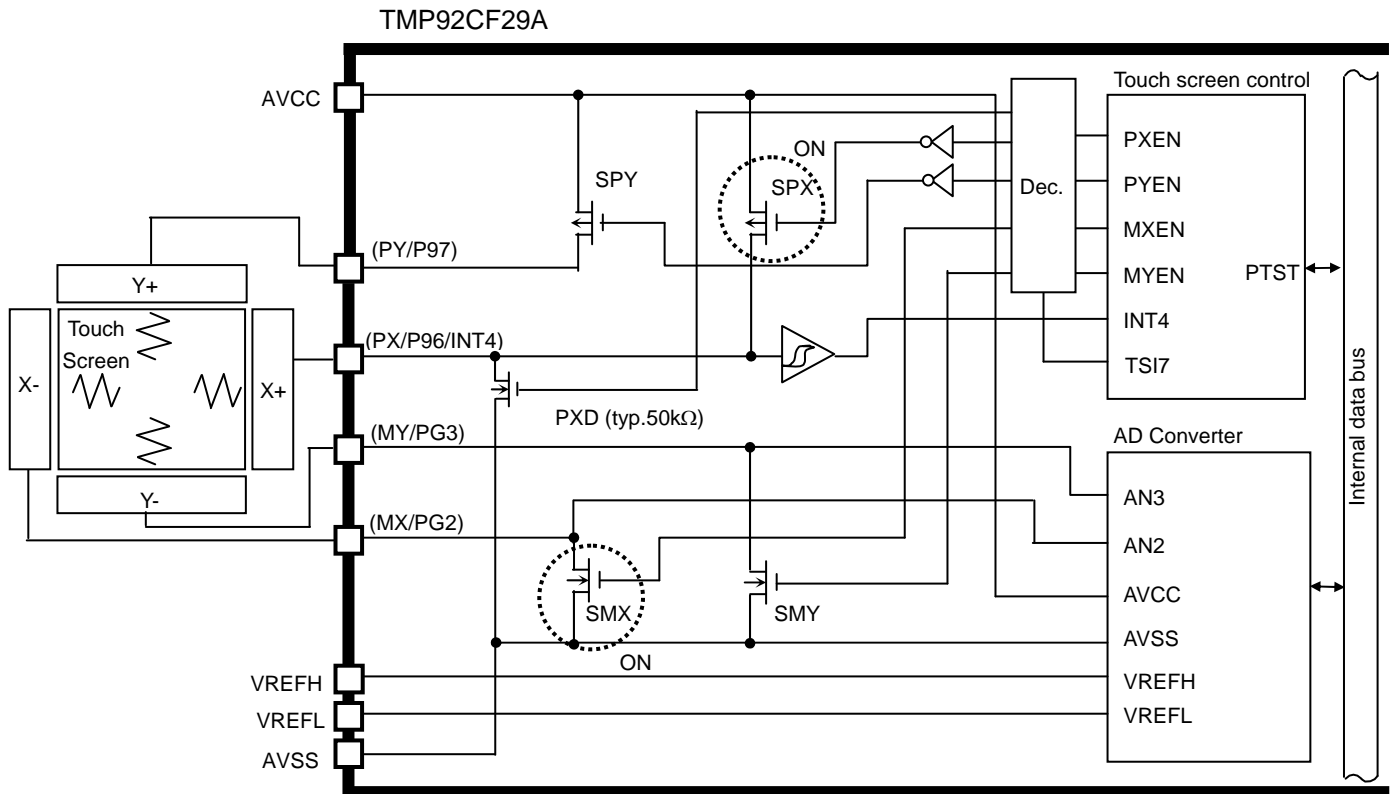 TMP92CF29A
AVCC
Touch screen control
PXEN
PYEN
MXEN
MYEN
INT4
TSI7
PTST
Dec.
ON
SPY
SPX
(PY/P97)
Y+
Touch
Screen
X-
X+
Y-
(PX/P96/INT4)
PXD (typ.50kΩ)
(MY/PG3)
(MX/PG2)
SMX
ON
SMY
AD Converter
AN3
AN2
AVCC
AVSS
VREFH
VREFL
VREFH
VREFL
AVSS
Internal data bus